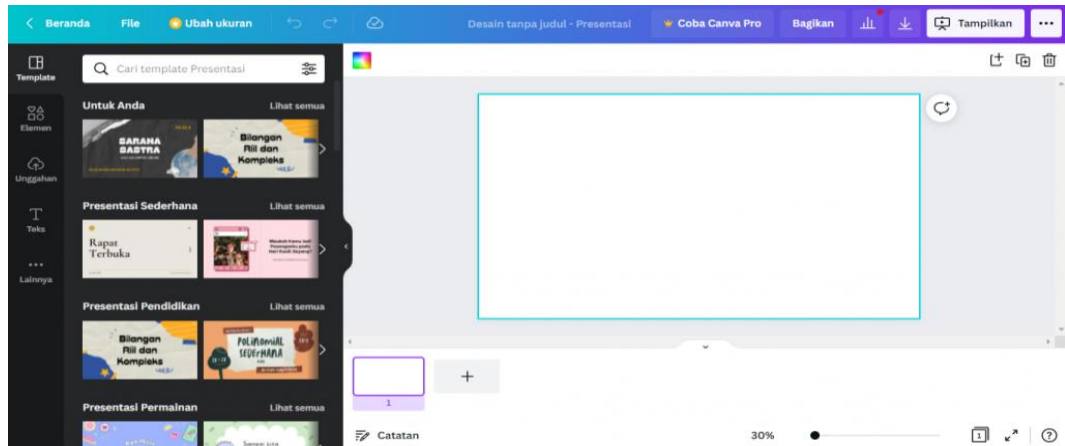 Beranda File Ubah ukuran Desain tanpa judul - Presentasi Coba Canva Pro Bagikan Tampilkan
Template
Cari template Presentasi
Elemen
Unggahan
Teks
Lainnya
Untuk Anda Lihat semua
SARANA
SASTRA
Bilangan
Riil dan
Kompleks
Presentasi Sederhana Lihat semua
Rapat
Terbuka
Presentasi Pendidikan Lihat semua
Bilangan
Riil dan
Kompleks
POLINOMIAL
SEDERHANA
Presentasi Permainan Lihat semua
+
1
Catatan 30% 1 ?